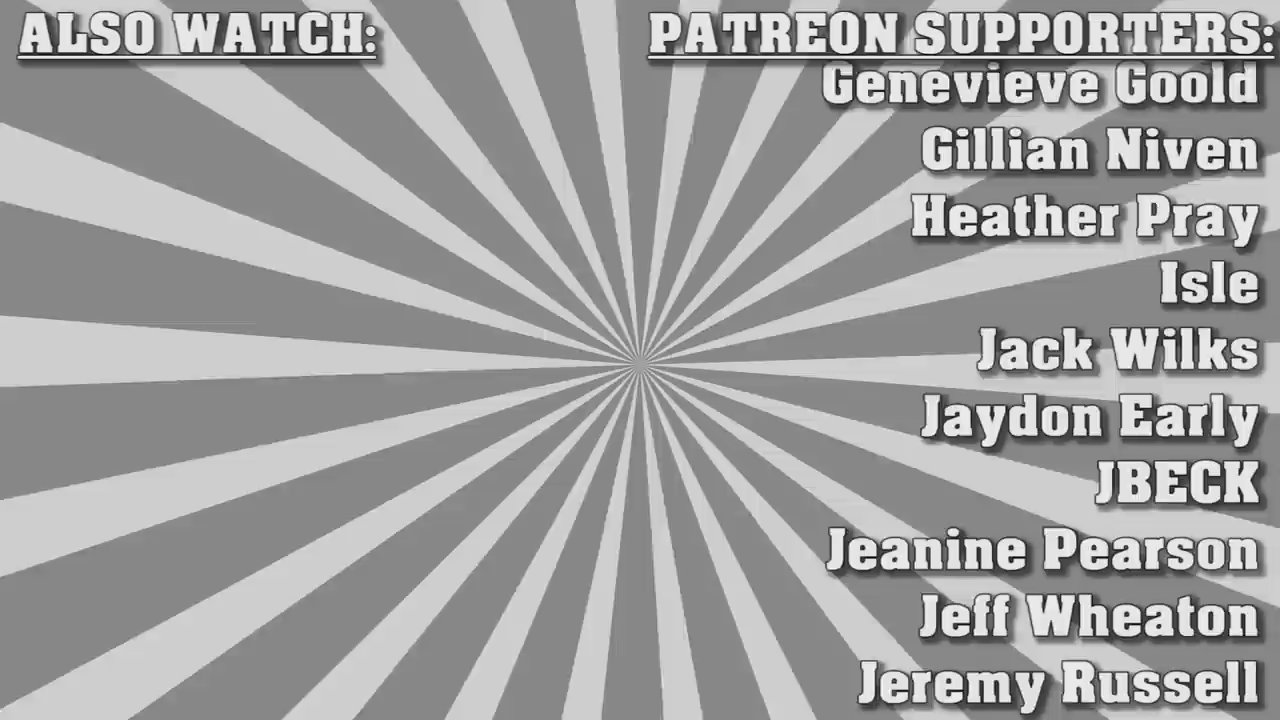 ALSO WATCH:
PATREON SUPPORTERS:
Genevieve Goold
Gillian Niven
Heather Pray
Isle
Jack Wilks
Jaydon Early
JBECK
Jeanine Pearson
Jeff Wheaton
Jeremy Russell